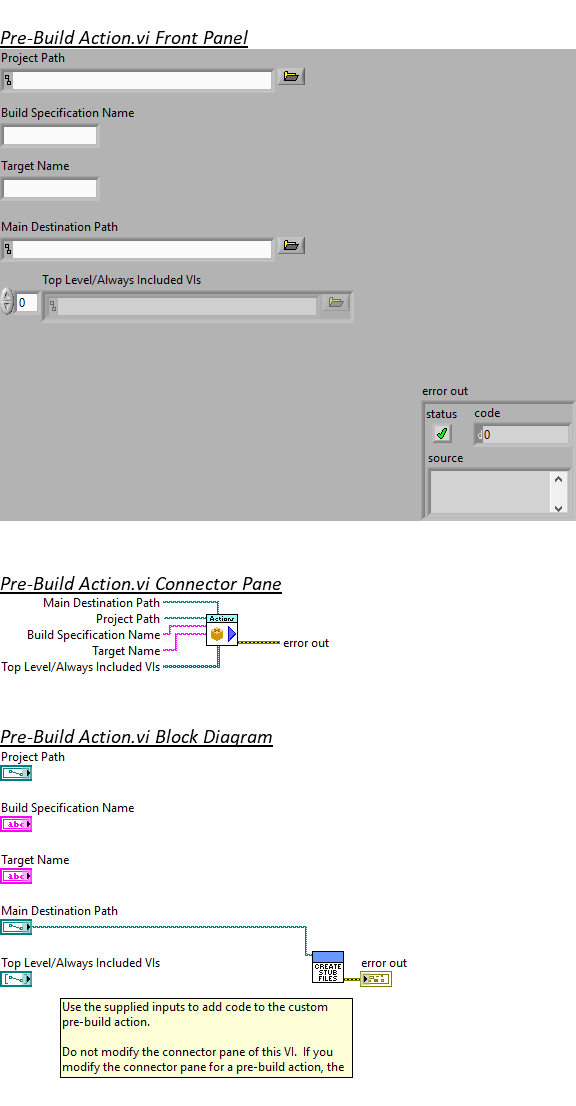 Pre-Build Action.vi Front Panel
Project Path
Build Specification Name
Target Name
Main Destination Path
Top Level/Always Included VIs
0
error out
status code
0
source
Pre-Build Action.vi Connector Pane
Main Destination Path
Project Path
Build Specification Name
Target Name
Top Level/Always Included VIs
Actions
error out
Pre-Build Action.vi Block Diagram
Project Path
Build Specification Name
abc
Target Name
abc
Main Destination Path
Top Level/Always Included VIs
CREATE
STUB
FILES
error out
Use the supplied inputs to add code to the custom
pre-build action.
Do not modify the connector pane of this VI.  If you
modify the connector pane for a pre-build action, the